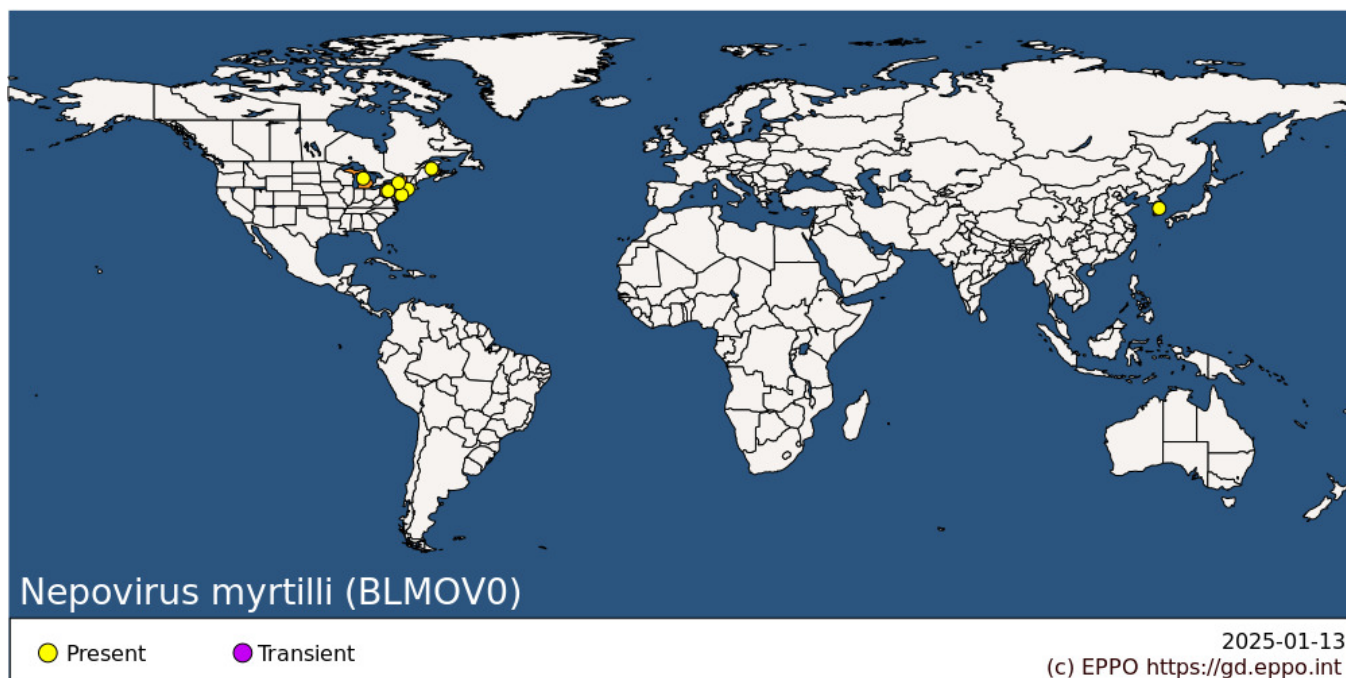 Nepovirus myrtilli (BLMOV0)
Present
Transient
2025-01-13
(c) EPPO https://gd.eppo.int